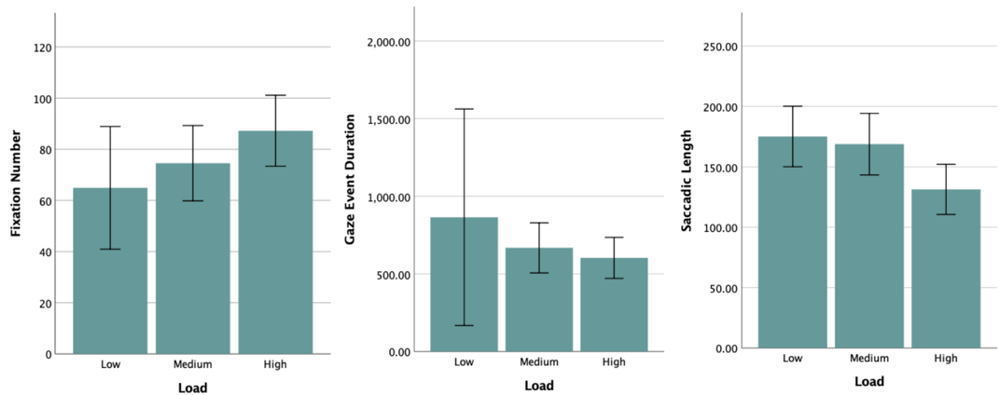 Fixation Number
120
100
80
60
40
20
0
Low Medium High
Load
Gaze Event Duration
2,000.00
1,500.00
1,000.00
500.00
0.00
Low Medium High
Load
Saccadic Length
250.00
200.00
150.00
100.00
50.00
0.00
Low Medium High
Load